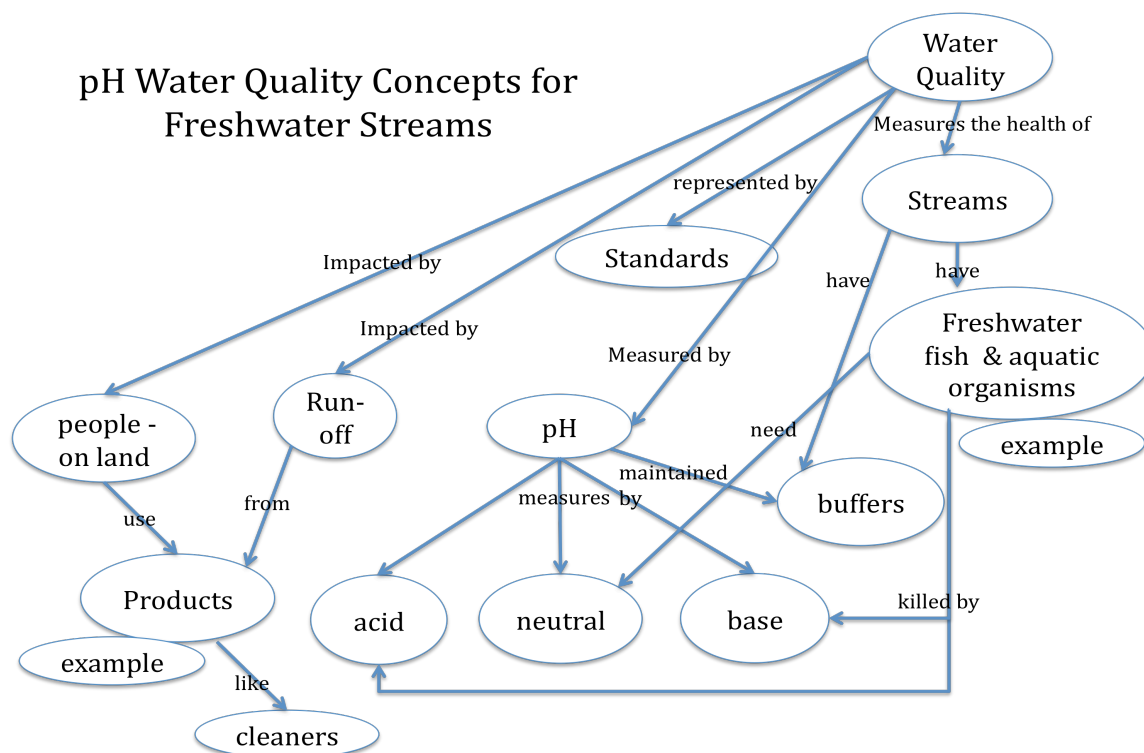 pH Water Quality Concepts for
Freshwater Streams
Water
Quality
Measures the health of
represented by
Streams
Standards
Impacted by
have
have
Impacted by
Freshwater
fish & aquatic
organisms
Measured by
people -
on land
Run-
off
pH
need
example
maintained
by
measures
buffers
use
from
Products
acid
neutral
base
killed by
example
like
cleaners